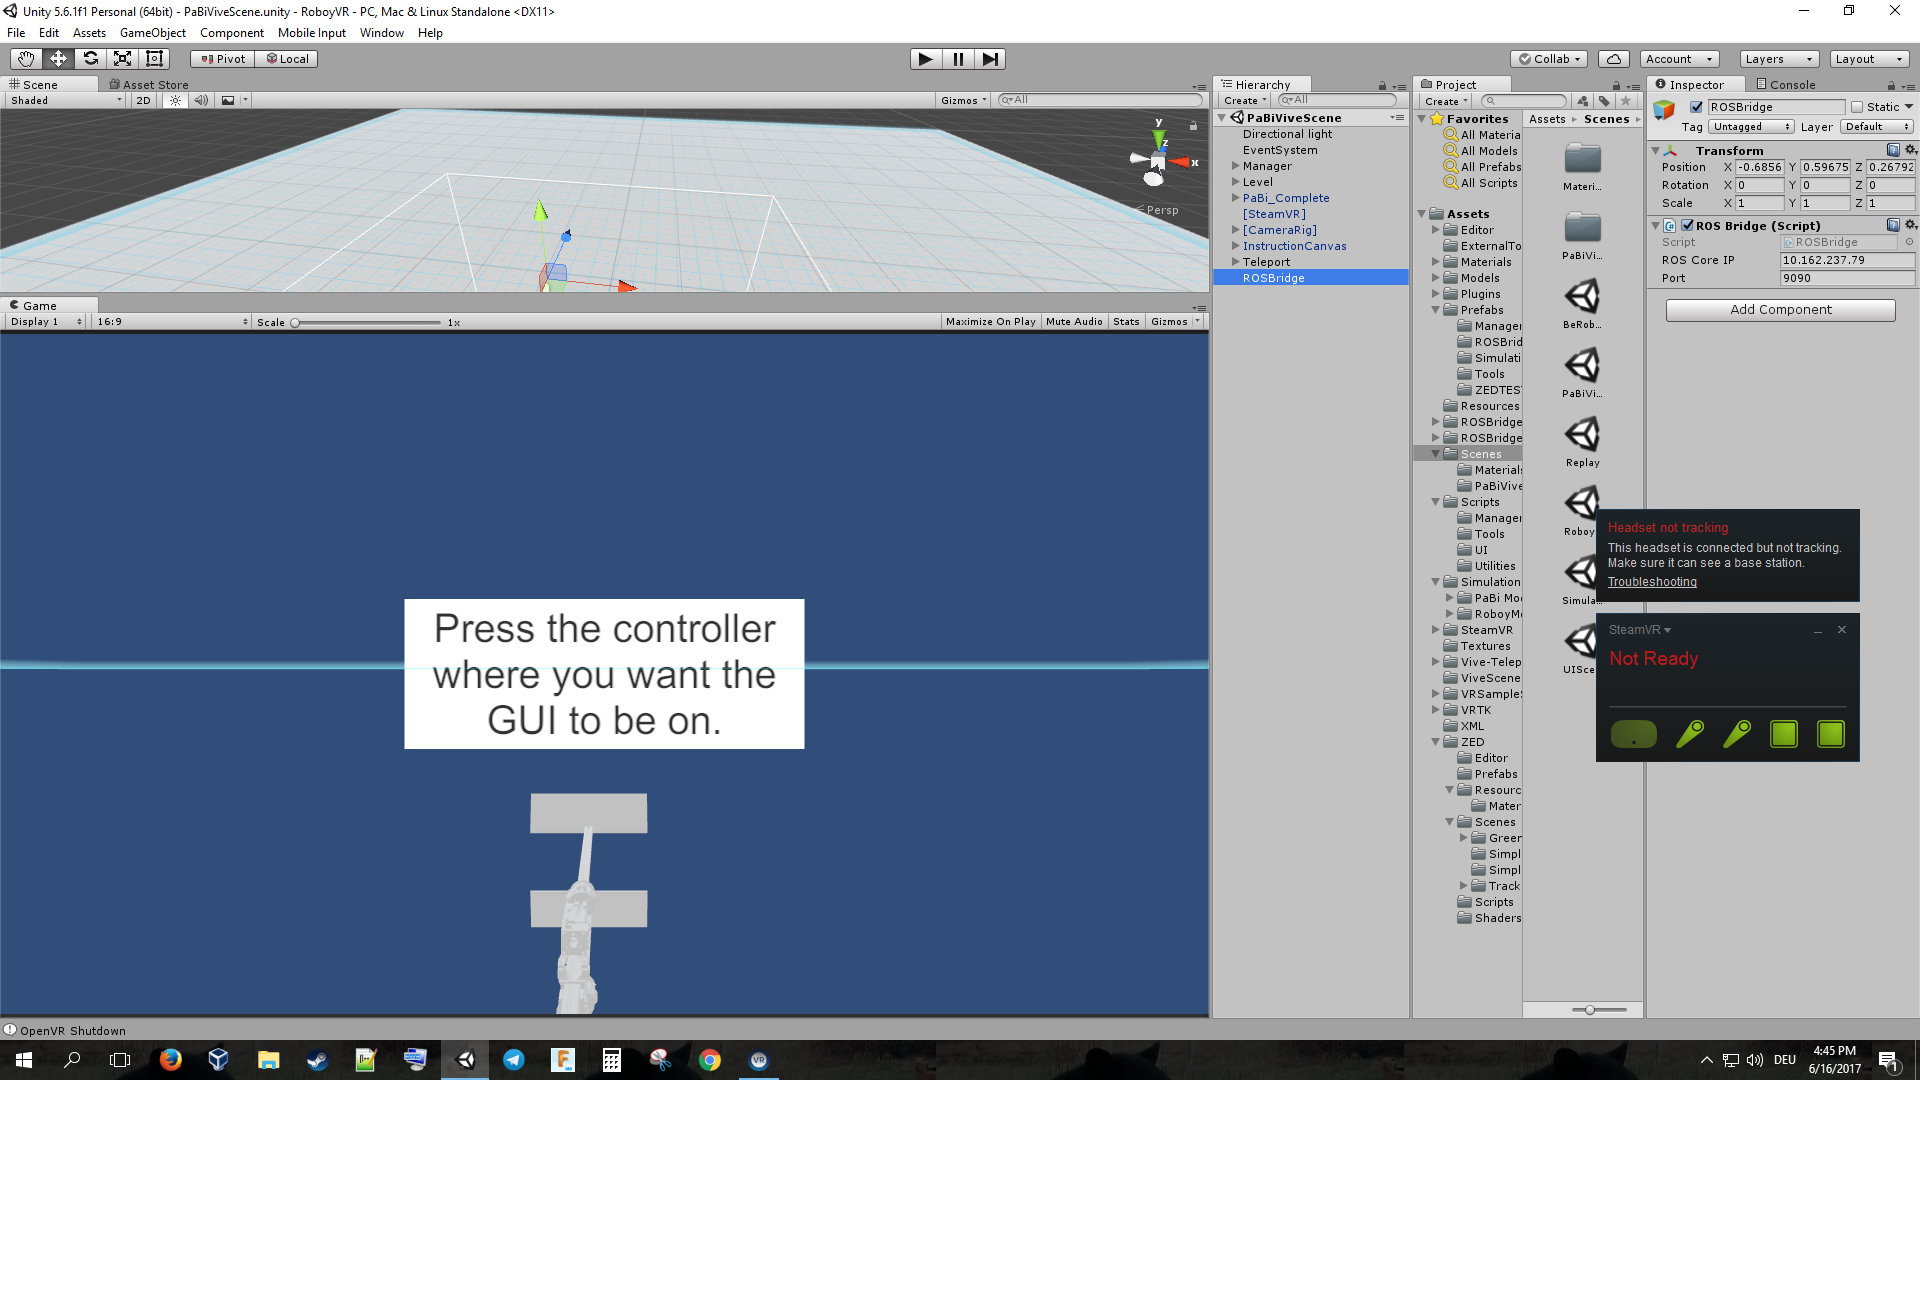 Unity 5.6.1f1 Personal (64bit) - PaBiViveScene.unity - RoboyVR - PC, Mac & Linux Standalone <DX11>
File Edit Assets GameObject Component Mobile Input Window Help
Pivot Local
Collab Account Layers Layout
Scene Asset Store
Shaded 2D Gizmos All
y
z
x
Persp
Game
Display 1 16:9 Scale 1x Maximize On Play Mute Audio Stats Gizmos
Press the controller
where you want the
GUI to be on.
OpenVR Shutdown
Hierarchy
Create All
PaBiViveScene
Directional light
EventSystem
Manager
Level
PaBi_Complete
[SteamVR]
[CameraRig]
InstructionCanvas
Teleport
ROSBridge
Project
Create
Favorites
All Materia
All Models
All Prefabs
All Scripts
Assets
Editor
ExternalTo
Materials
Models
Plugins
Prefabs
Manager
ROSBrid
Simulati
Tools
ZEDTES
Resources
ROSBridge
ROSBridge
Scenes
Materials
PaBiVive
Scripts
Manager
Tools
UI
Utilities
Simulation
PaBi Mo
RoboyMo
SteamVR
Textures
Vive-Telep
ViveScene
VRSampleS
VRTK
XML
ZED
Editor
Prefabs
Resourc
Mater
Scenes
Green
Simpl
Simpl
Track
Scripts
Shaders
Assets Scenes
Materi...
PaBiVi...
BeRob...
PaBiVi...
Replay
Roboy
Simula...
UISce
Inspector Console
ROSBridge Static
Tag Untagged Layer Default
Transform
Position X -0.6856 Y 0.59675 Z 0.26792
Rotation X 0 Y 0 Z 0
Scale X 1 Y 1 Z 1
ROS Bridge (Script)
Script ROSBridge
ROS Core IP 10.162.237.79
Port 9090
Add Component
Headset not tracking
This headset is connected but not tracking.
Make sure it can see a base station.
Troubleshooting
SteamVR
Not Ready
DEU
4:45 PM
6/16/2017
1